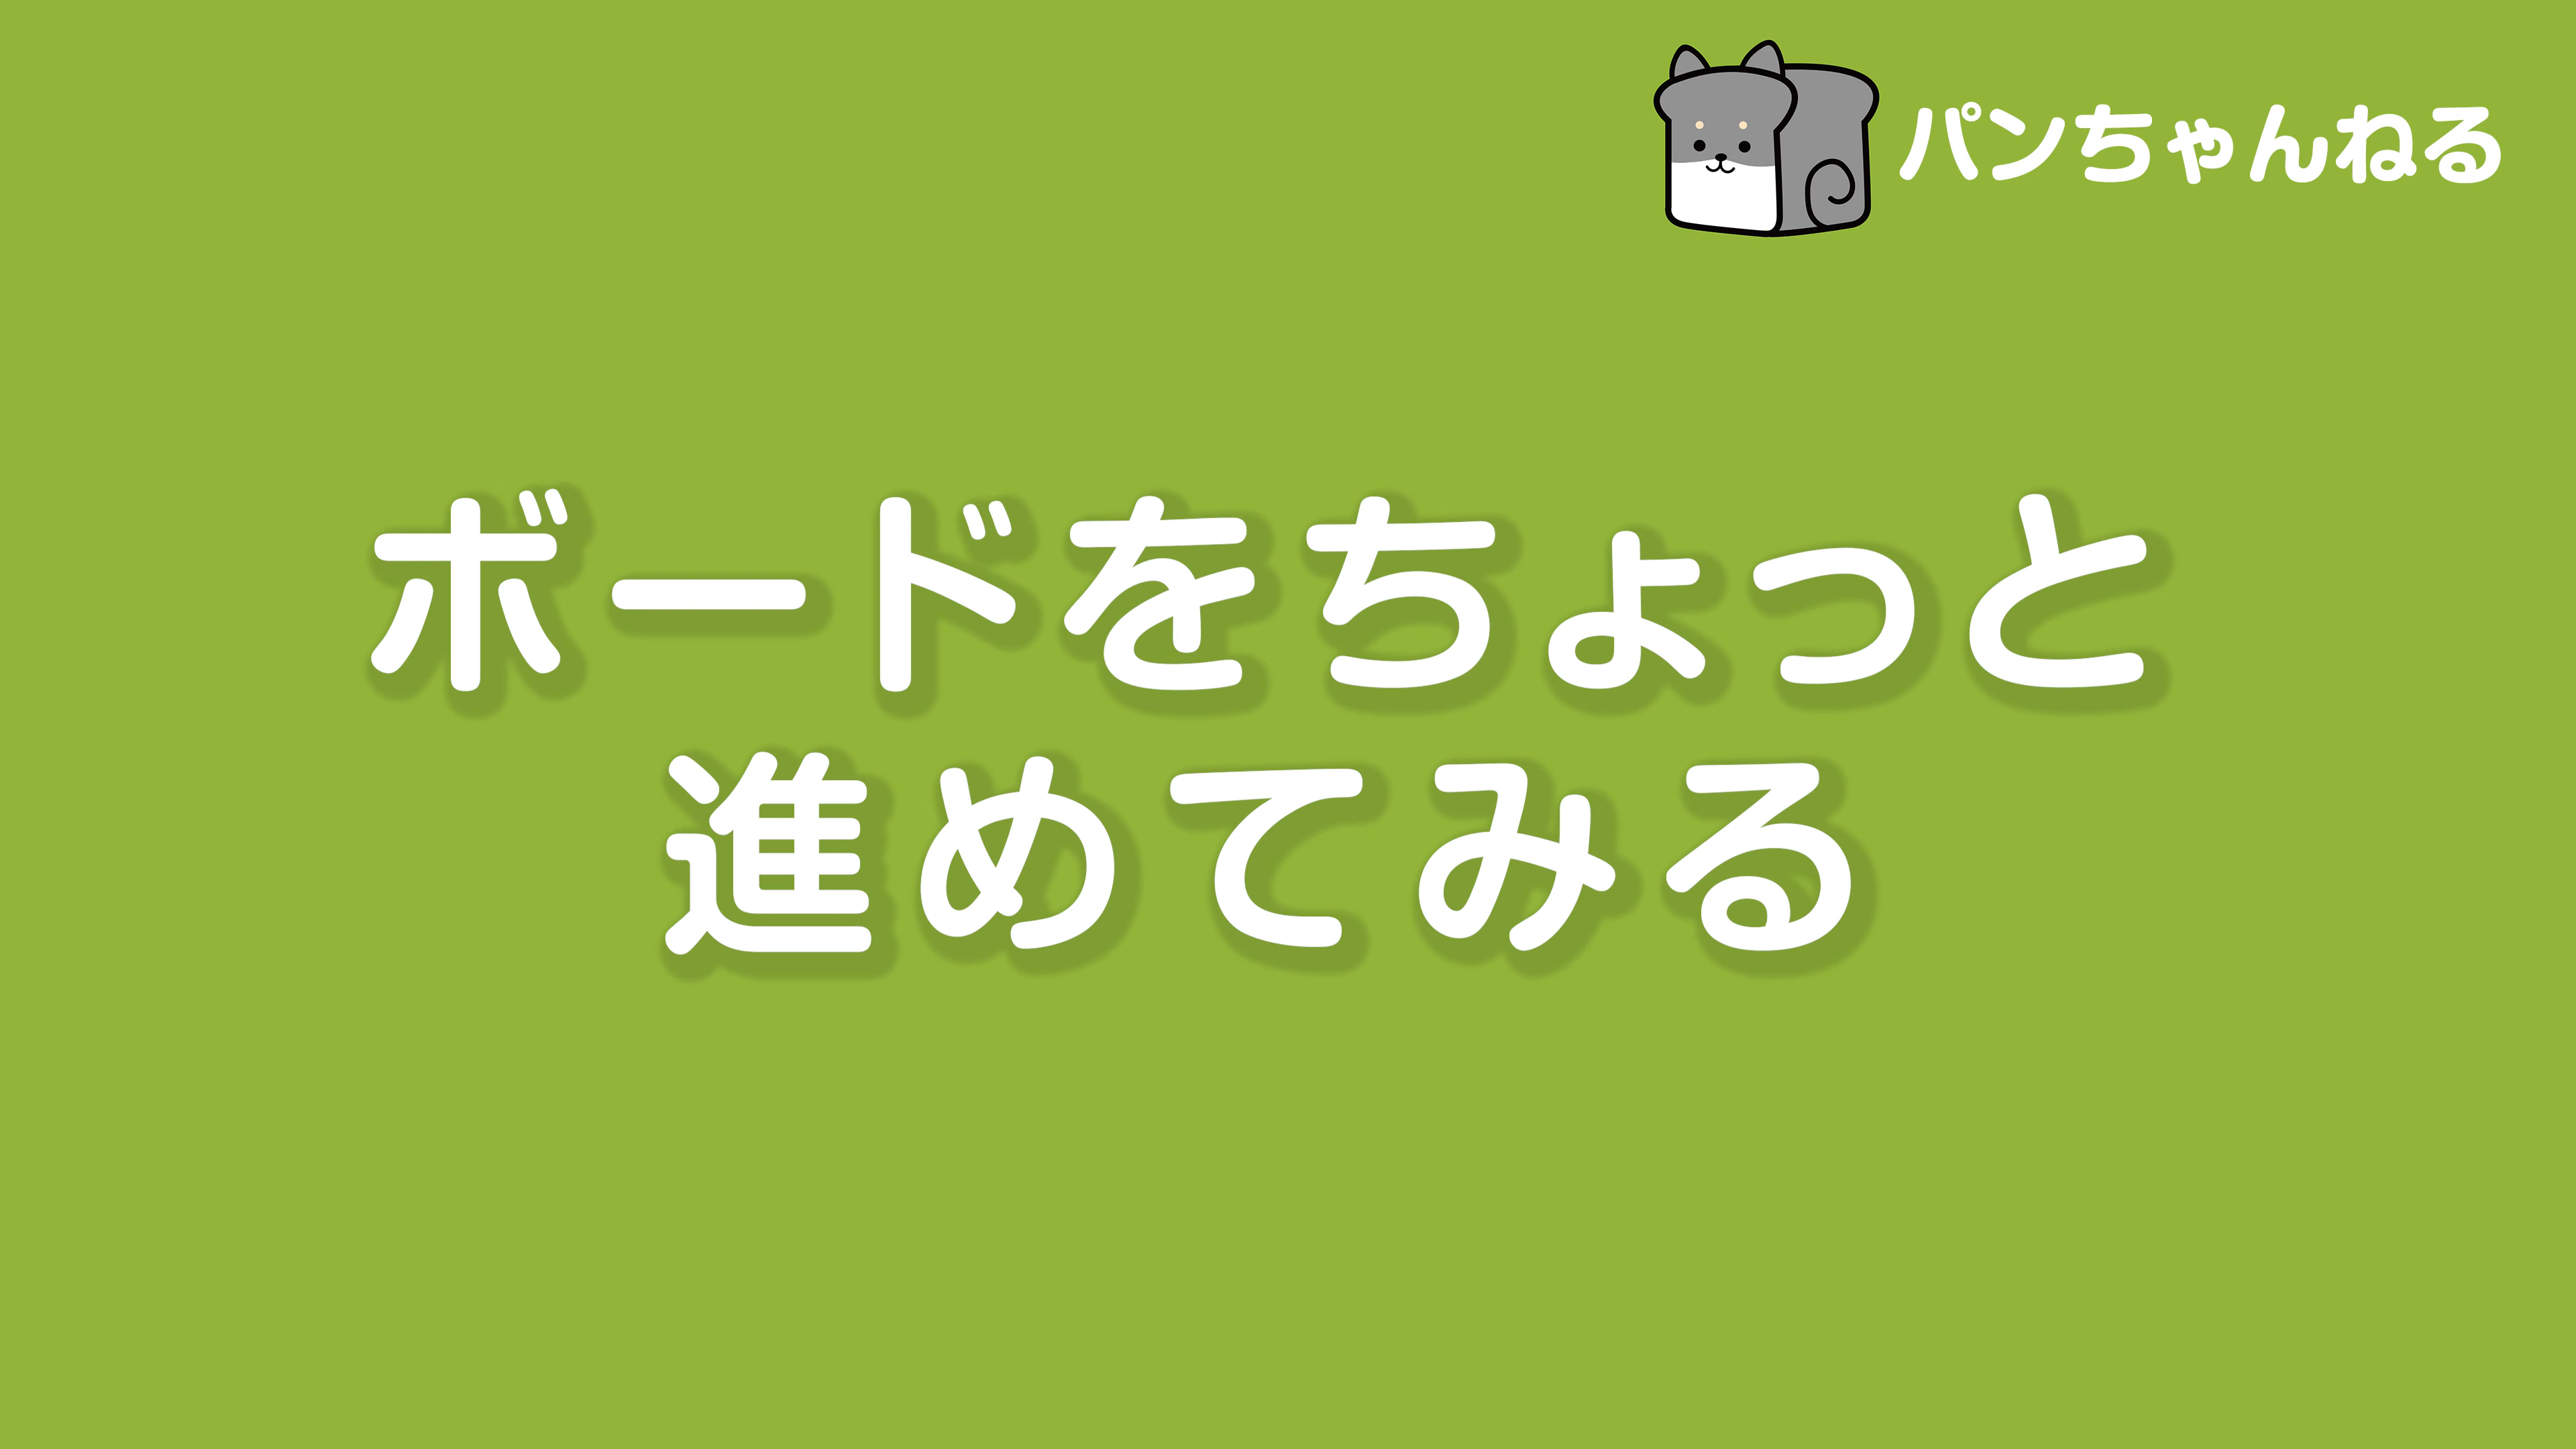 パンちゃんねる
ボードをちょっと
進めてみる